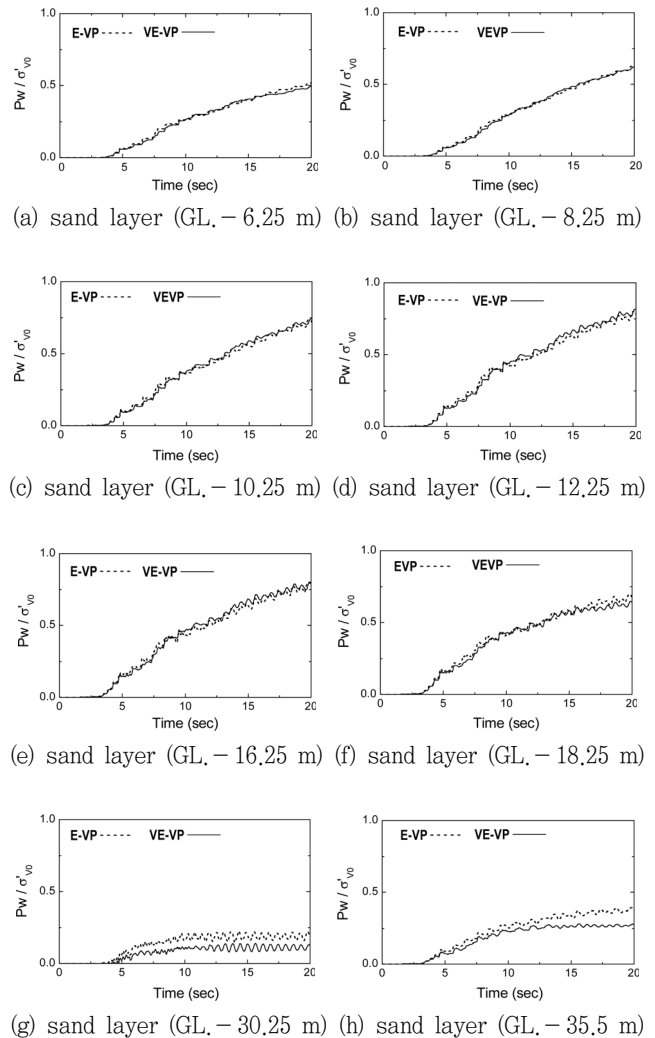 1.0
E-VP VE-VP
Pw / σ'V0
0.5
0.0
0 5 10 15 20
Time (sec)
(a) sand layer (GL.－6.25 m)
1.0
E-VP VEVP
Pw / σ'V0
0.5
0.0
0 5 10 15 20
Time (sec)
(b) sand layer (GL.－8.25 m)
1.0
E-VP VEVP
Pw / σ'V0
0.5
0.0
0 5 10 15 20
Time (sec)
(c) sand layer (GL.－10.25 m)
1.0
E-VP VE-VP
Pw / σ'V0
0.5
0.0
0 5 10 15 20
Time (sec)
(d) sand layer (GL.－12.25 m)
1.0
E-VP VE-VP
Pw / σ'V0
0.5
0.0
0 5 10 15 20
Time (sec)
(e) sand layer (GL.－16.25 m)
1.0
EVP VEVP
Pw / σ'V0
0.5
0.0
0 5 10 15 20
Time (sec)
(f) sand layer (GL.－18.25 m)
1.0
E-VP VE-VP
Pw / σ'V0
0.5
0.0
0 5 10 15 20
Time (sec)
(g) sand layer (GL.－30.25 m)
1.0
E-VP VE-VP
Pw / σ'V0
0.5
0.0
0 5 10 15 20
Time (sec)
(h) sand layer (GL.－35.5 m)